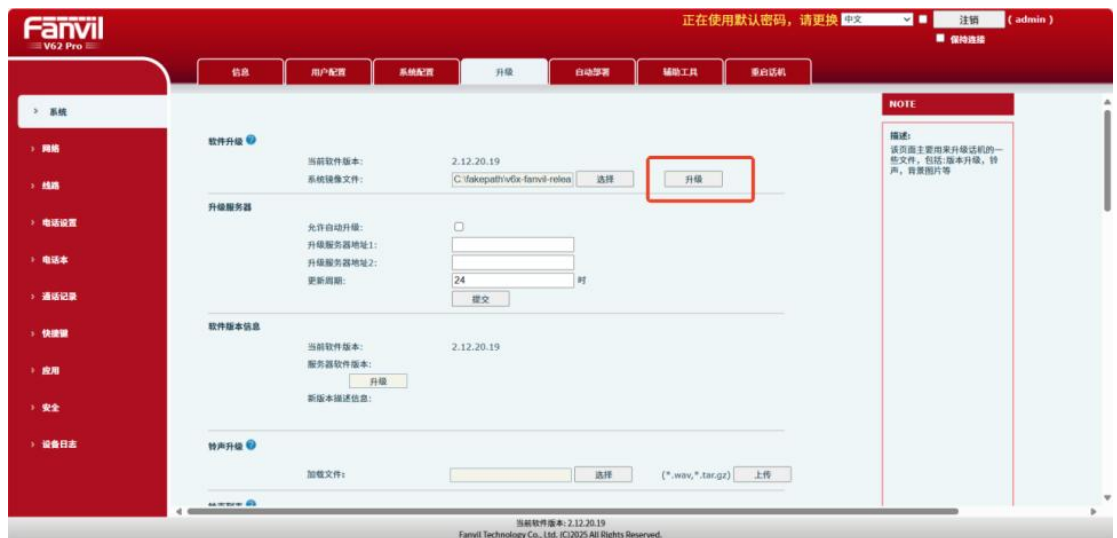 Fanvil
V62 Pro
正在使用默认密码，请更换 中文 注销 ( admin )
保持连接
信息 用户配置 系统配置 升级 自动部署 辅助工具 重启话机
› 系统
› 网络
› 线路
› 电话设置
› 电话本
› 通话记录
› 快捷键
› 应用
› 安全
› 设备日志
软件升级
当前软件版本: 2.12.20.19
系统镜像文件: C:\fakepath\v6x-fanvil-relea 选择 升级
升级服务器
允许自动升级:
升级服务器地址1:
升级服务器地址2:
更新周期: 24 时
提交
软件版本信息
当前软件版本: 2.12.20.19
服务器软件版本:
升级
新版本描述信息:
铃声升级
加载文件: 选择 (*.wav,*.tar.gz) 上传
NOTE
描述:
该页面主要用来升级话机的一
些文件，包括:版本升级，铃
声，背景图片等
当前软件版本: 2.12.20.19
Fanvil Technology Co., Ltd. (C)2025 All Rights Reserved.